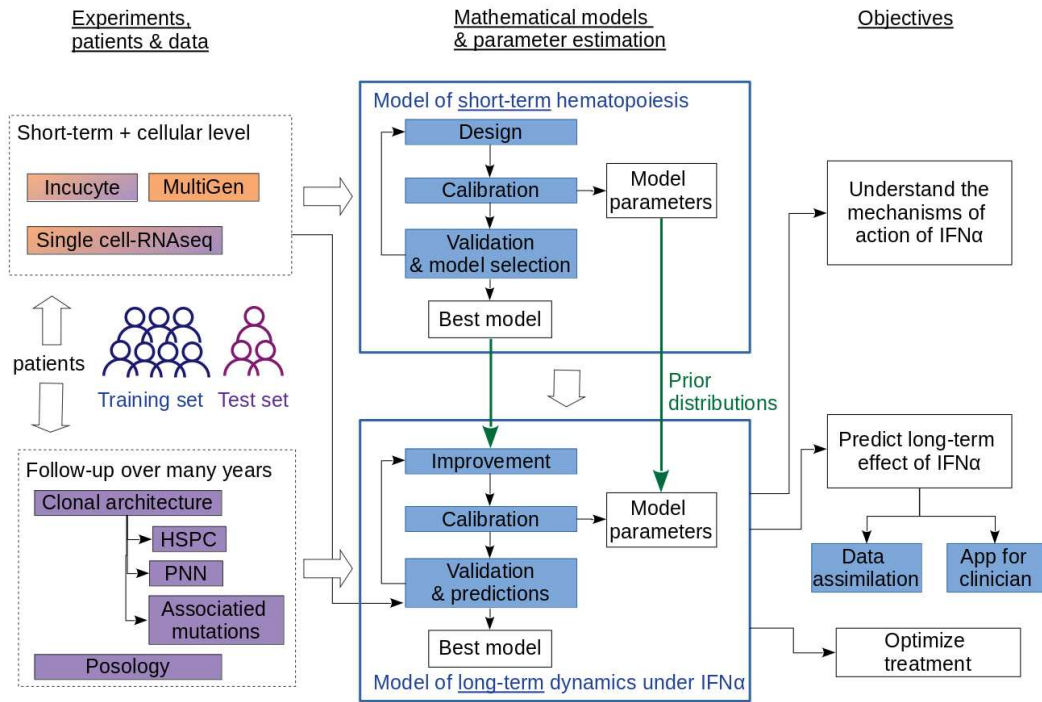 Experiments,
patients & data
Mathematical models
& parameter estimation
Objectives
Short-term + cellular level
Incucyte
MultiGen
Single cell-RNAseq
patients
Training set
Test set
Follow-up over many years
Clonal architecture
HSPC
PNN
Associatied
mutations
Posology
Model of short-term hematopoiesis
Design
Calibration
Model
parameters
Validation
& model selection
Best model
Prior
distributions
Improvement
Calibration
Model
parameters
Validation
& predictions
Best model
Model of long-term dynamics under IFNα
Understand the
mechanisms of
action of IFNα
Predict long-term
effect of IFNα
Data
assimilation
App for
clinician
Optimize
treatment